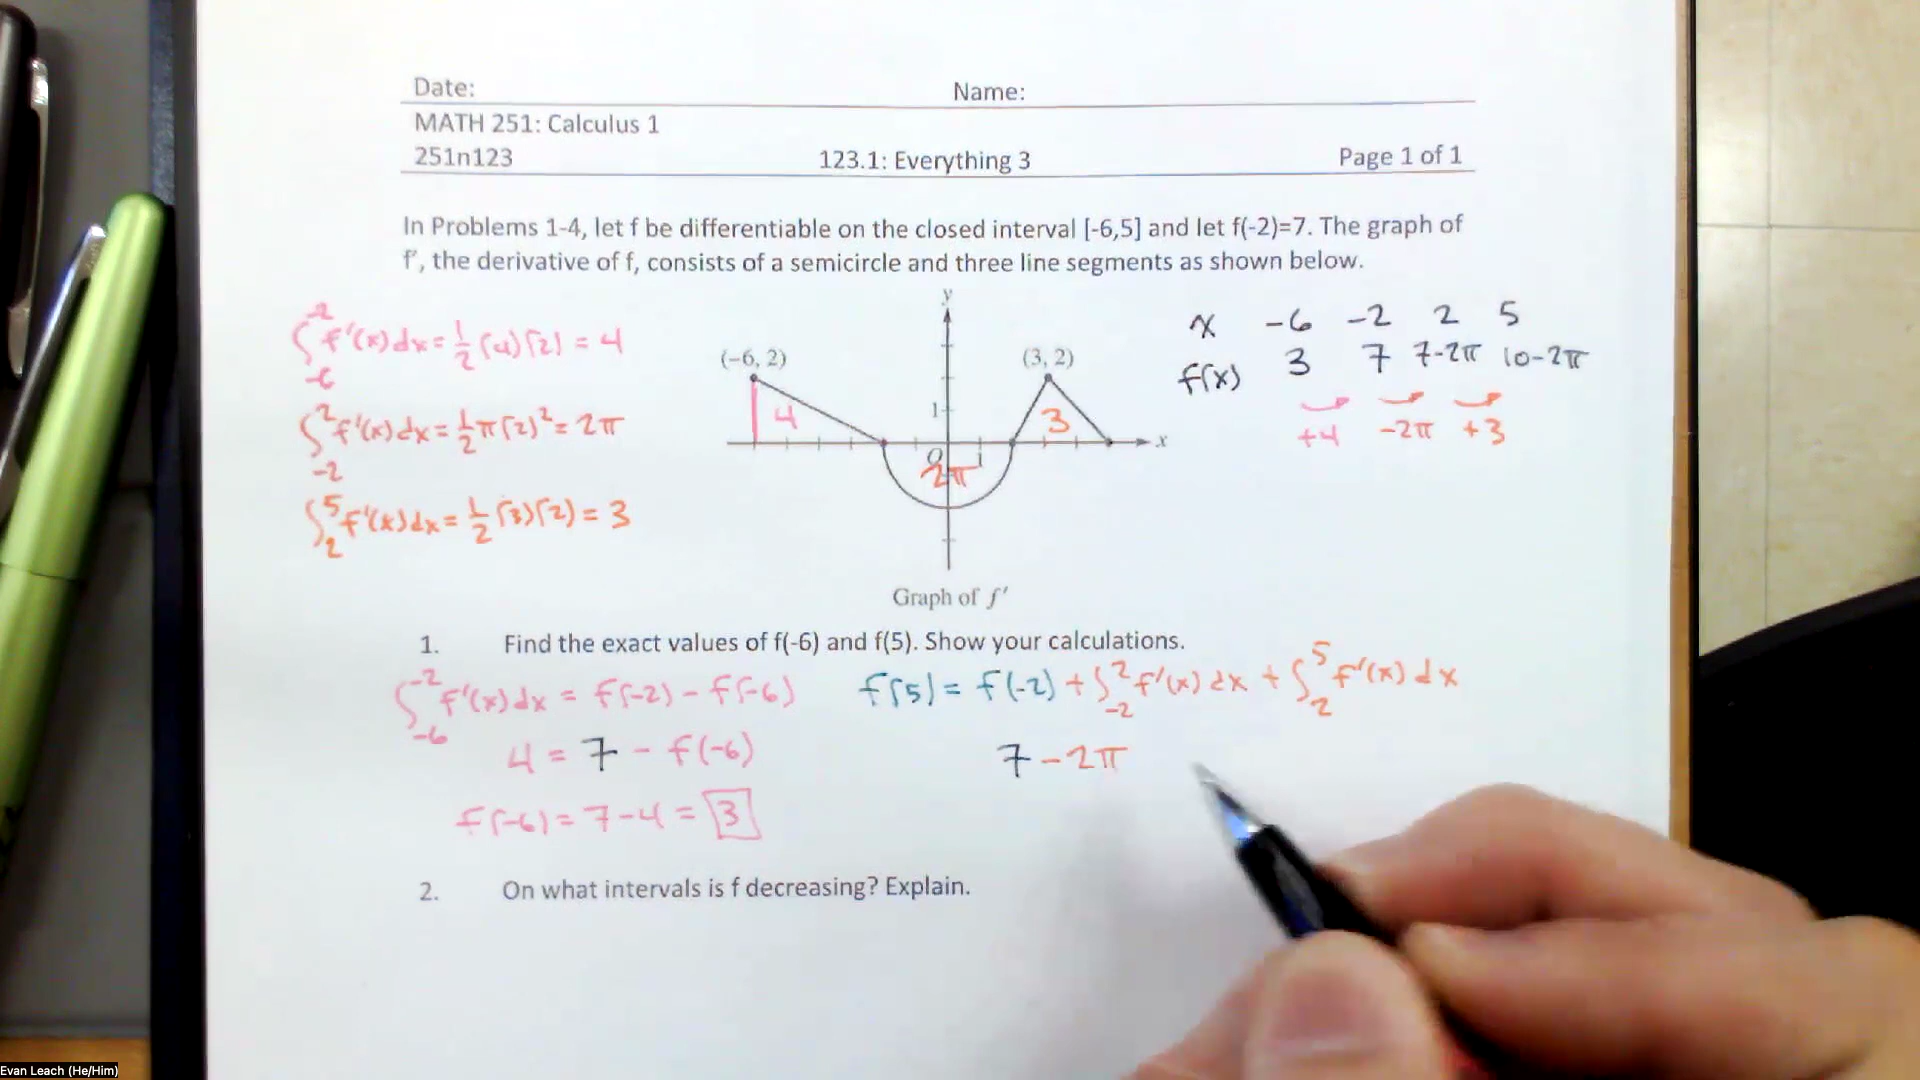 Date: Name:
MATH 251: Calculus 1
251n123 123.1: Everything 3 Page 1 of 1
In Problems 1-4, let f be differentiable on the closed interval [-6,5] and let f(-2)=7. The graph of
f', the derivative of f, consists of a semicircle and three line segments as shown below.
∫_{-6}^{-2} f'(x)dx = 1/2 (4)(2) = 4
∫_{-2}^{2} f'(x)dx = 1/2 π(2)² = 2π
∫_{2}^{5} f'(x)dx = 1/2 (3)(2) = 3
y
(-6, 2) (3, 2)
4 1 3
O 1 x
2π
Graph of f'
x -6 -2 2 5
f(x) 3 7 7-2π 10-2π
+4 -2π +3
1. Find the exact values of f(-6) and f(5). Show your calculations.
∫_{-6}^{-2} f'(x)dx = f(-2) - f(-6)
4 = 7 - f(-6)
f(-6) = 7-4 = 3
f(5) = f(-2) + ∫_{-2}^{2} f'(x) dx + ∫_{2}^{5} f'(x) dx
7 - 2π
2. On what intervals is f decreasing? Explain.
Evan Leach (He/Him)